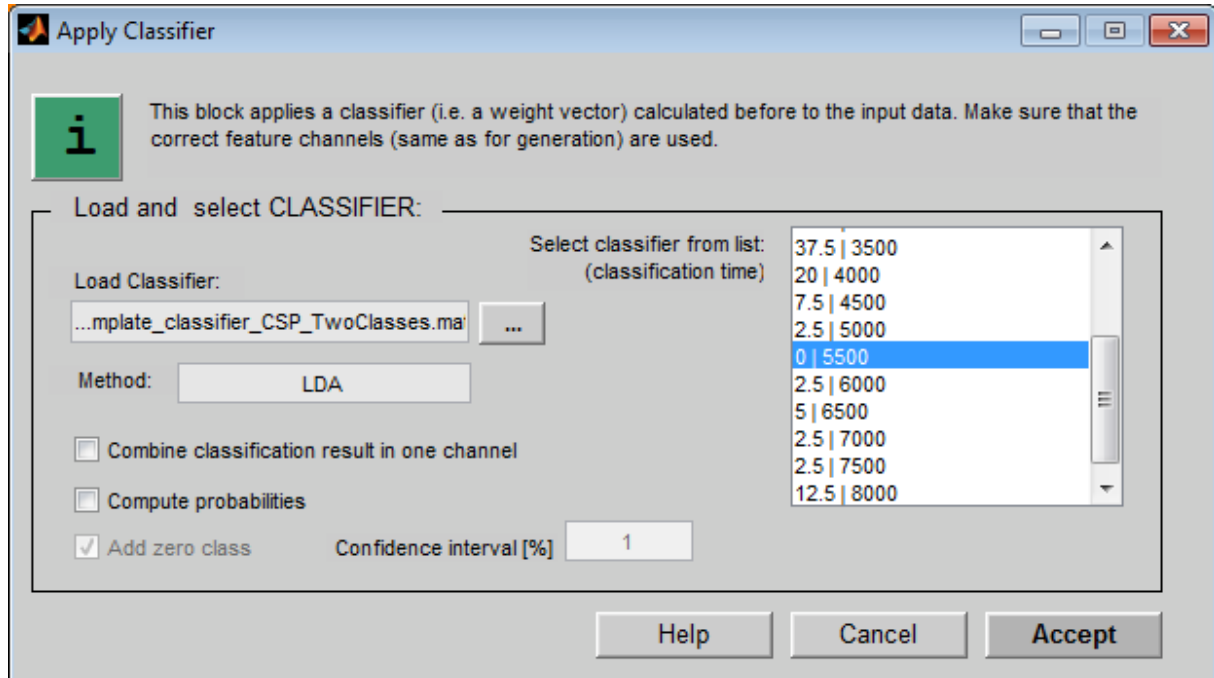 Apply Classifier
i
This block applies a classifier (i.e. a weight vector) calculated before to the input data. Make sure that the
correct feature channels (same as for generation) are used.
Load and select CLASSIFIER:
Select classifier from list:
(classification time)
37.5 | 3500
20 | 4000
7.5 | 4500
2.5 | 5000
0 | 5500
2.5 | 6000
5 | 6500
2.5 | 7000
2.5 | 7500
12.5 | 8000
Load Classifier:
...mplate_classifier_CSP_TwoClasses.mat
...
Method:
LDA
Combine classification result in one channel
Compute probabilities
Add zero class
Confidence interval [%]
1
Help
Cancel
Accept